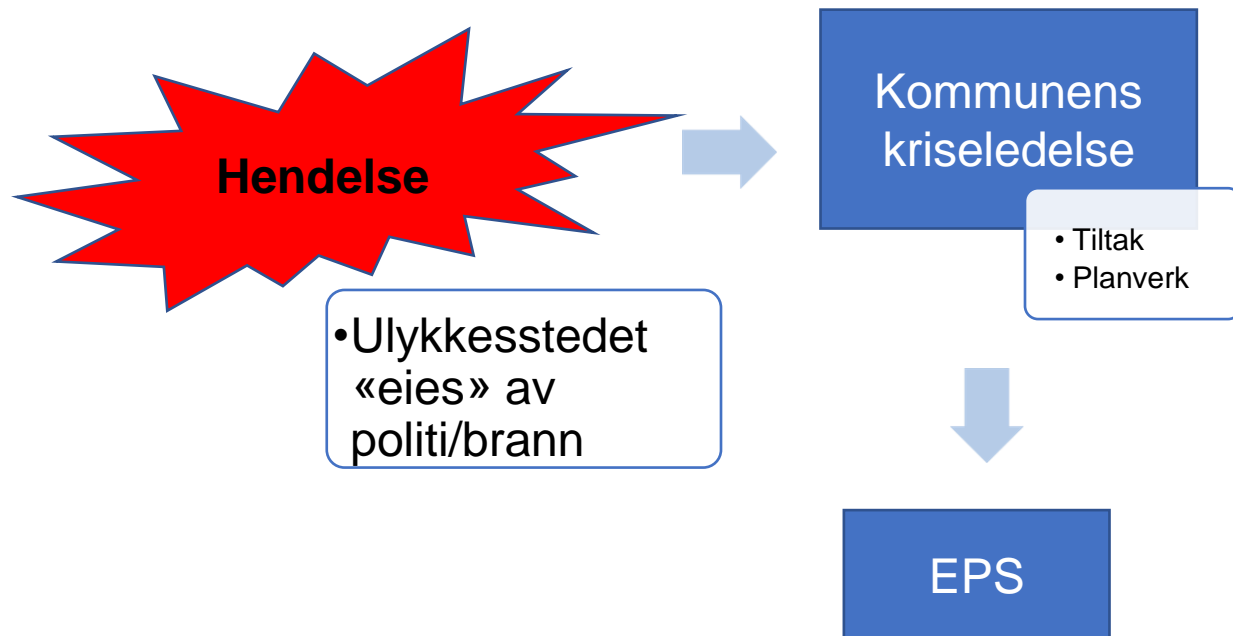 Hendelse
•Ulykkesstedet
«eies» av
politi/brann
Kommunens
kriseledelse
• Tiltak
• Planverk
EPS